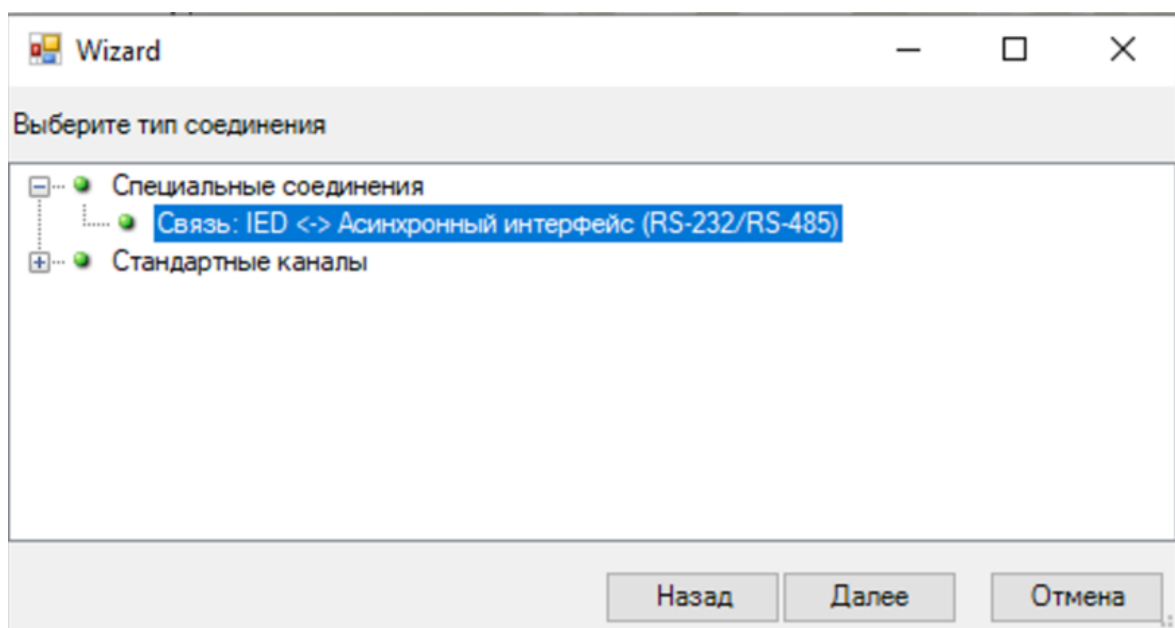 Wizard
Выберите тип соединения
Специальные соединения
Связь: IED <-> Асинхронный интерфейс (RS-232/RS-485)
Стандартные каналы
Назад Далее Отмена